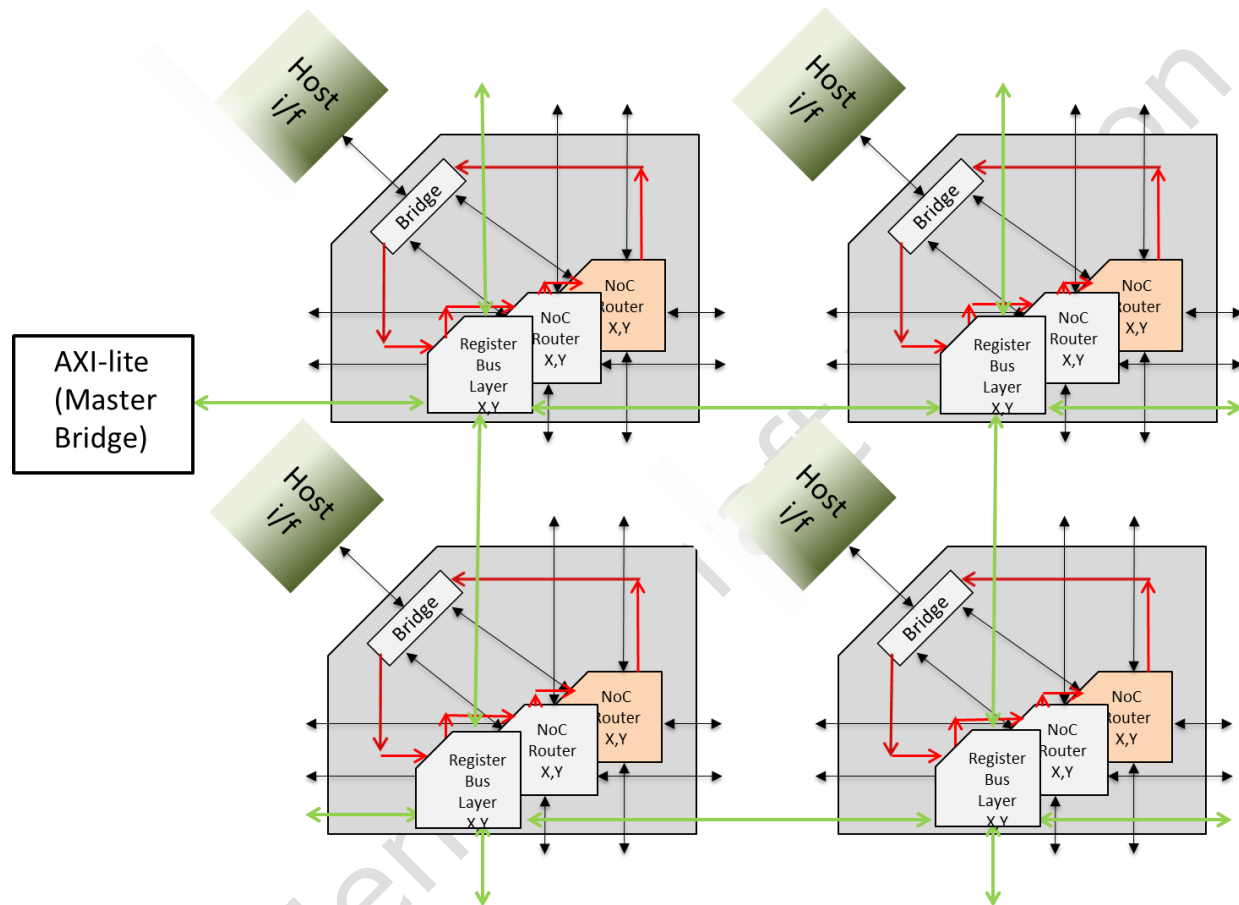 Host
i/f
Host
i/f
Bridge
Bridge
NoC
Router
X,Y
NoC
Router
X,Y
Register
Bus
Layer
X,Y
NoC
Router
X,Y
NoC
Router
X,Y
Register
Bus
Layer
X,Y
AXI-lite
(Master
Bridge)
Host
i/f
Host
i/f
Bridge
Bridge
NoC
Router
X,Y
NoC
Router
X,Y
Register
Bus
Layer
X,Y
NoC
Router
X,Y
NoC
Router
X,Y
Register
Bus
Layer
X,Y